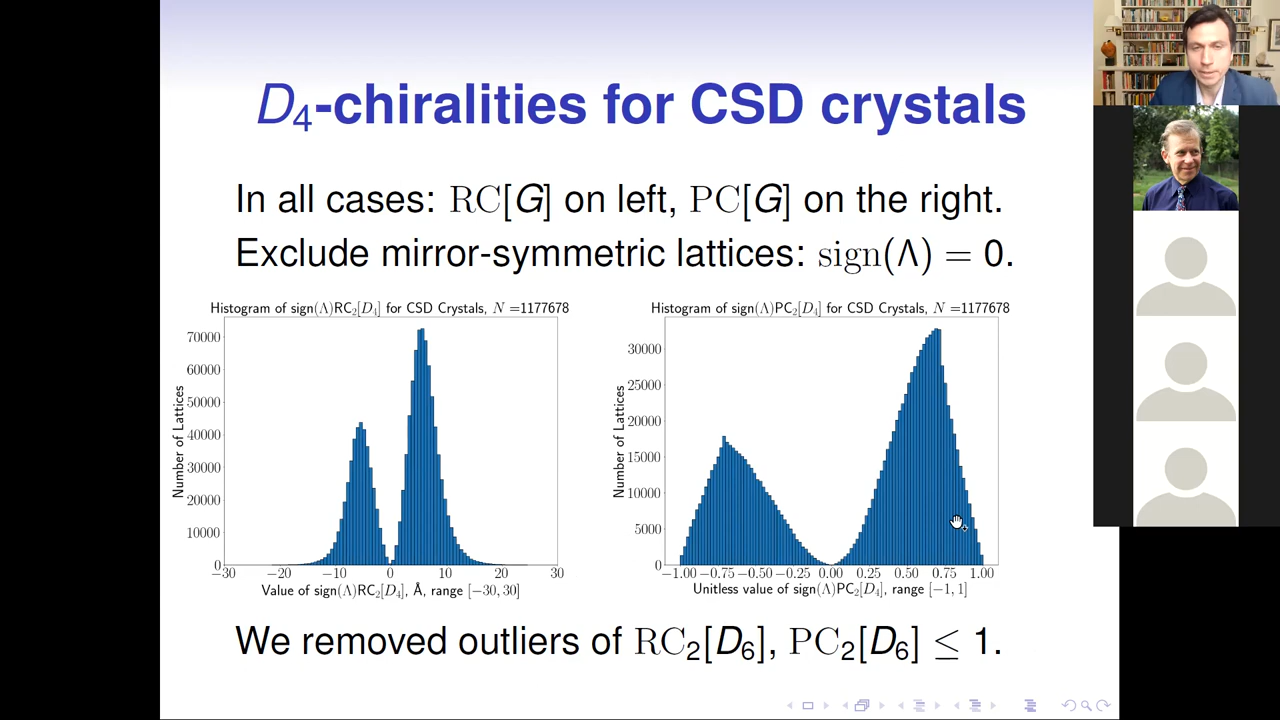 D₄-chiralities for CSD crystals
In all cases: RC[G] on left, PC[G] on the right.
Exclude mirror-symmetric lattices: sign(Λ) = 0.
Histogram of sign(Λ)RC₂[D₄] for CSD Crystals, N =1177678
70000
60000
50000
40000
30000
20000
10000
0
Number of Lattices
−30 −20 −10 0 10 20 30
Value of sign(Λ)RC₂[D₄], Å, range [−30, 30]
Histogram of sign(Λ)PC₂[D₄] for CSD Crystals, N =1177678
30000
25000
20000
15000
10000
5000
0
Number of Lattices
−1.00 −0.75 −0.50 −0.25 0.00 0.25 0.50 0.75 1.00
Unitless value of sign(Λ)PC₂[D₄], range [−1, 1]
We removed outliers of RC₂[D₆], PC₂[D₆] ≤ 1.